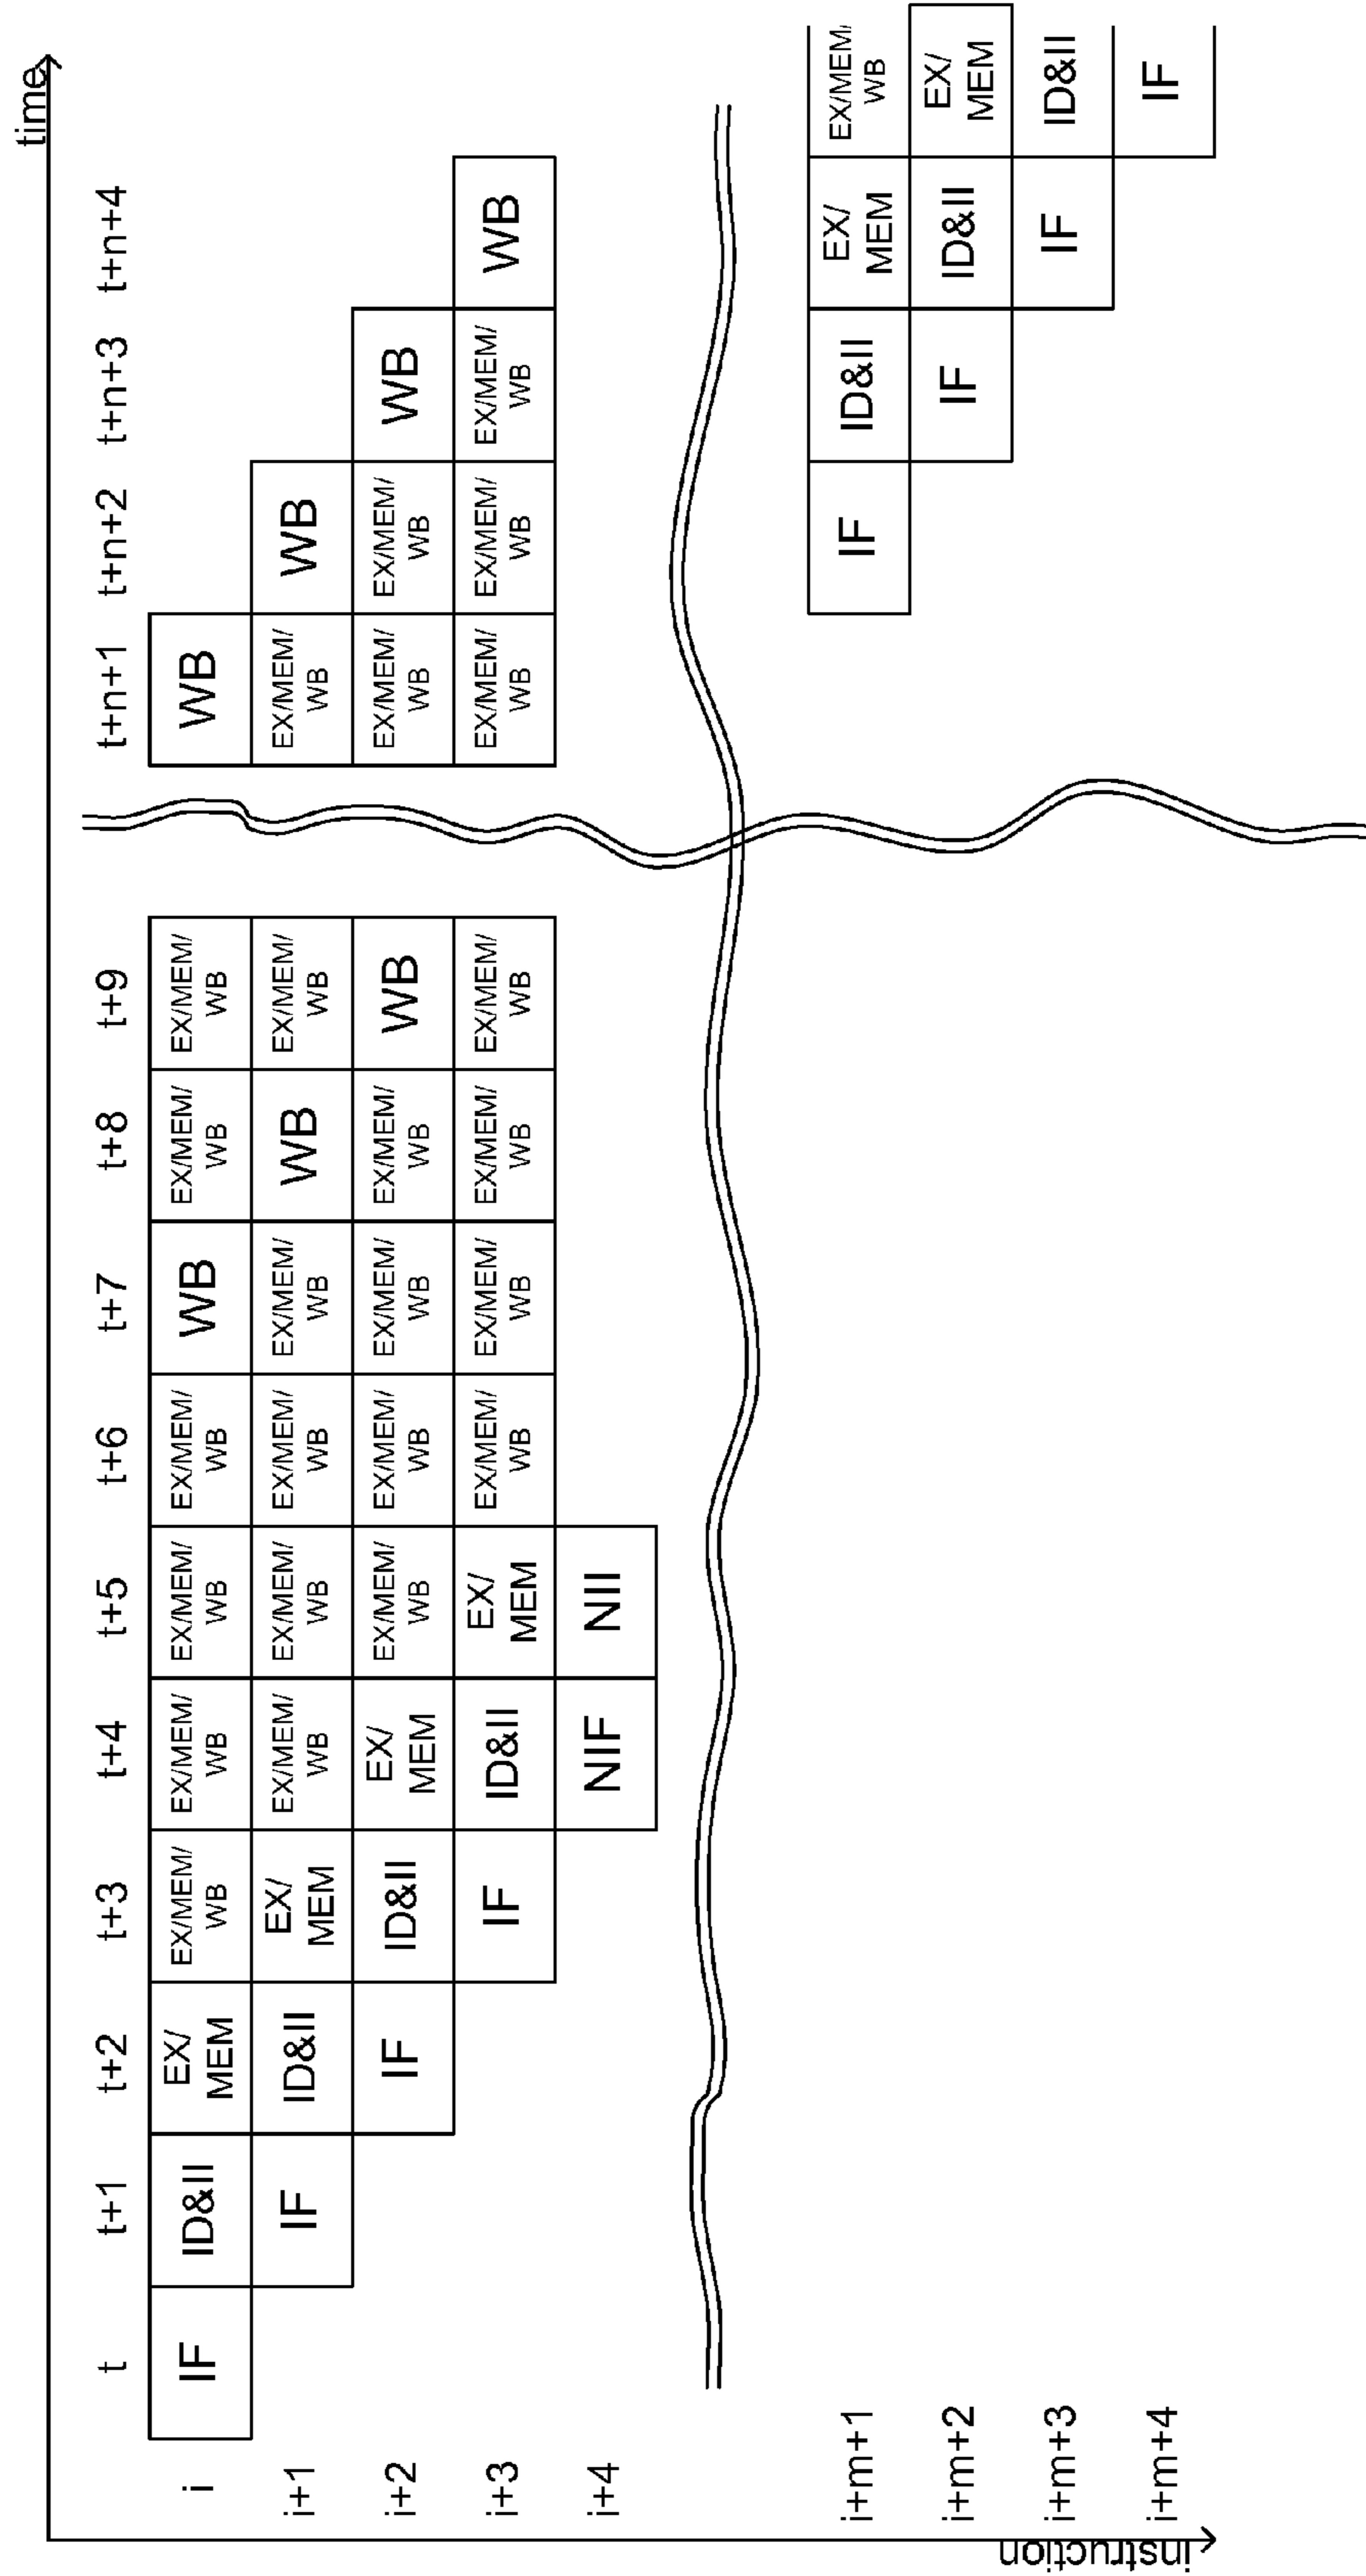 time
t t+1 t+2 t+3 t+4 t+5 t+6 t+7 t+8 t+9 t+n+1 t+n+2 t+n+3 t+n+4
i
IF
ID&II
EX/
MEM
EX/MEM/
WB
EX/MEM/
WB
EX/MEM/
WB
EX/MEM/
WB
WB
EX/MEM/
WB
EX/MEM/
WB
WB
i+1
IF
ID&II
EX/
MEM
EX/MEM/
WB
EX/MEM/
WB
EX/MEM/
WB
EX/MEM/
WB
WB
EX/MEM/
WB
EX/MEM/
WB
WB
i+2
IF
ID&II
EX/
MEM
EX/MEM/
WB
EX/MEM/
WB
EX/MEM/
WB
EX/MEM/
WB
WB
EX/MEM/
WB
EX/MEM/
WB
WB
i+3
IF
ID&II
EX/
MEM
EX/MEM/
WB
EX/MEM/
WB
EX/MEM/
WB
EX/MEM/
WB
EX/MEM/
WB
EX/MEM/
WB
EX/MEM/
WB
WB
i+4
NIF
NII
i+m+1
IF
ID&II
EX/
MEM
EX/MEM/
WB
i+m+2
IF
ID&II
EX/
MEM
i+m+3
IF
ID&II
i+m+4
IF
instruction